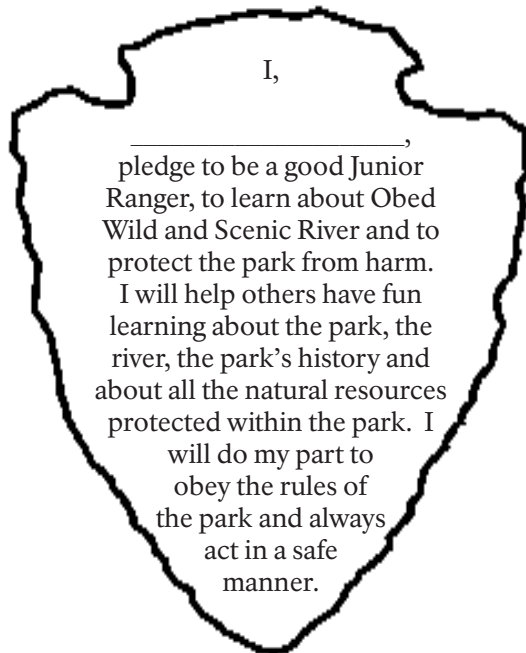 I,
___________________,
pledge to be a good Junior
Ranger, to learn about Obed
Wild and Scenic River and to
protect the park from harm.
I will help others have fun
learning about the park, the
river, the park’s history and
about all the natural resources
protected within the park.  I
will do my part to
obey the rules of
the park and always
act in a safe
manner.